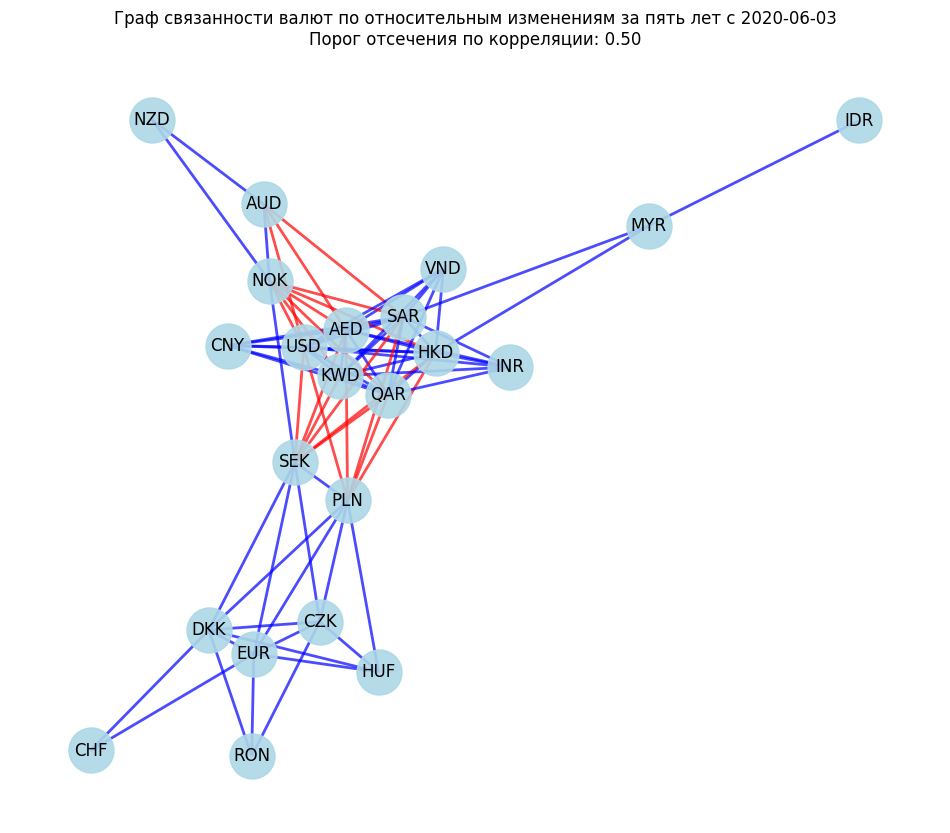 Граф связанности валют по относительным изменениям за пять лет с 2020-06-03
Порог отсечения по корреляции: 0.50
NZD
IDR
AUD
MYR
NOK
VND
SAR
AED
CNY
USD
HKD
INR
KWD
QAR
SEK
PLN
CZK
DKK
EUR
HUF
CHF
RON